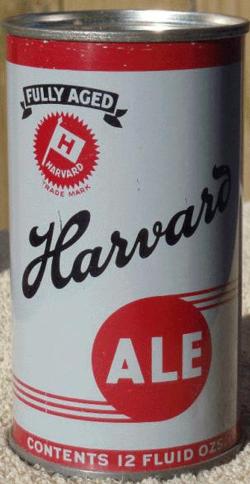 FULLY AGED
H
HARVARD
TRADE MARK
Harvard
ALE
CONTENTS 12 FLUID OZS.